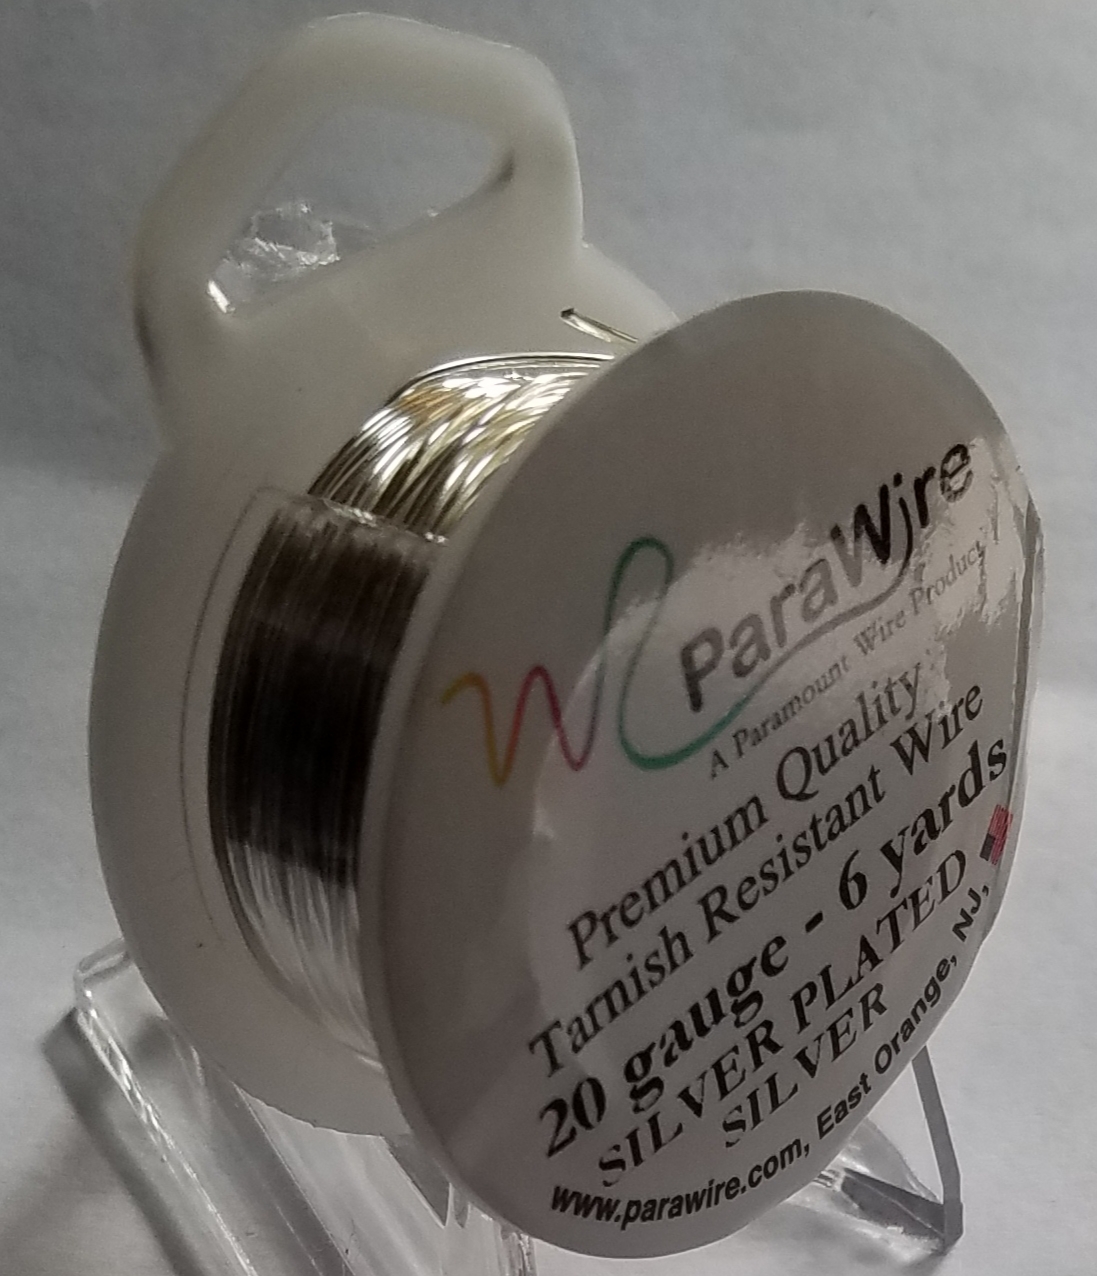 ParaWire
A Paramount Wire Product
Premium Quality
Tarnish Resistant Wire
20 gauge - 6 yards
SILVER PLATED
SILVER
www.parawire.com, East Orange, NJ,